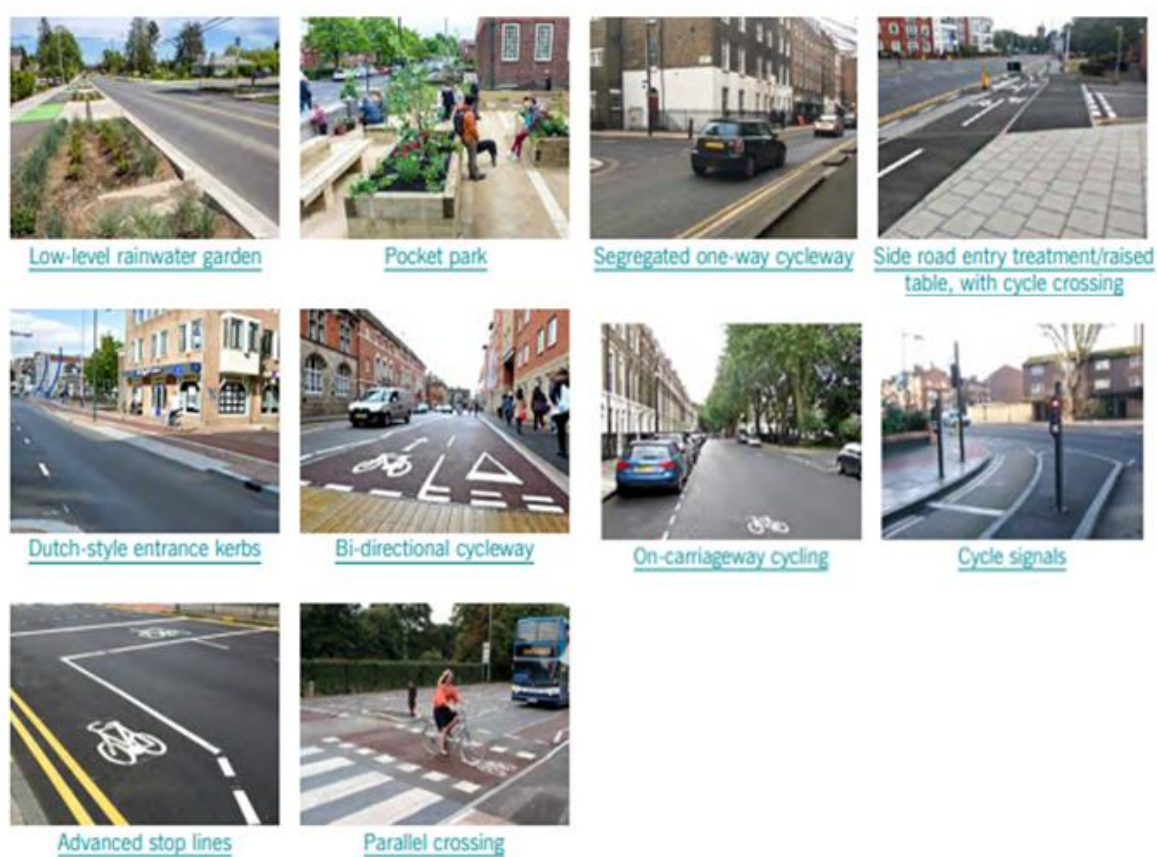 Low-level rainwater garden
Pocket park
Segregated one-way cycleway
Side road entry treatment/raised
table, with cycle crossing
Dutch-style entrance kerbs
Bi-directional cycleway
On-carriageway cycling
Cycle signals
Advanced stop lines
Parallel crossing